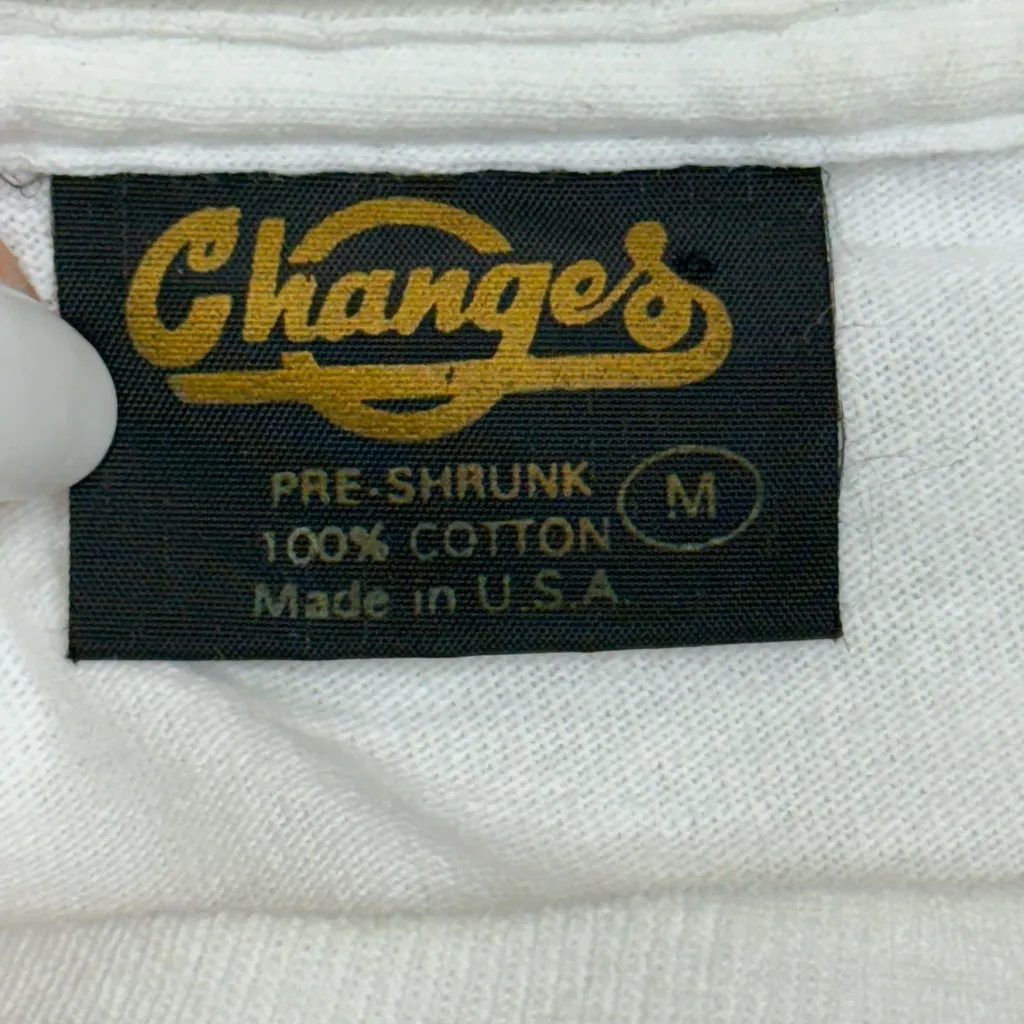 Changes
PRE-SHRUNK
100% COTTON
M
Made in U.S.A.